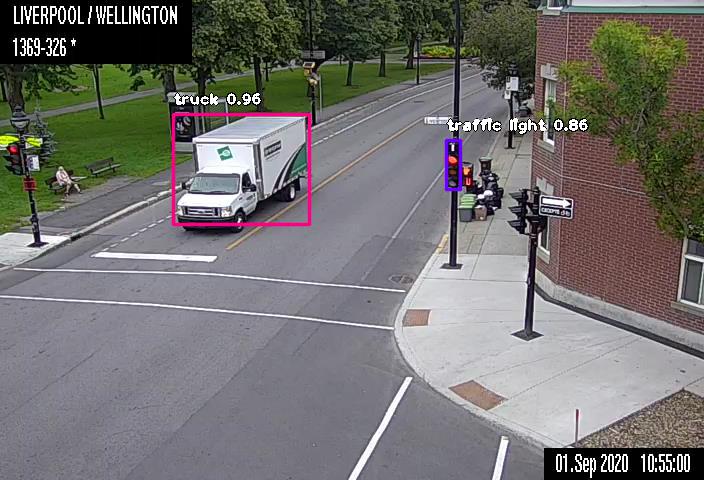 LIVERPOOL / WELLINGTON
1369-326 *
truck 0.96
traffic light 0.86
01.Sep 2020 10:55:00